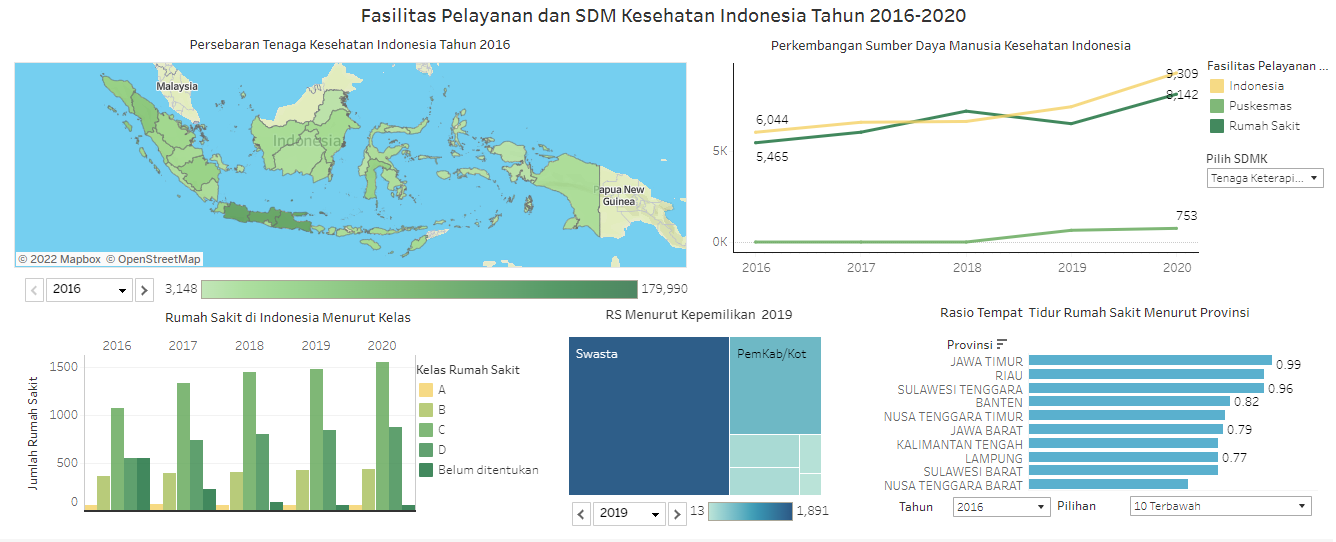 Fasilitas Pelayanan dan SDM Kesehatan Indonesia Tahun 2016-2020
Persebaran Tenaga Kesehatan Indonesia Tahun 2016
Malaysia
Indonesia
Papua New
Guinea
© 2022 Mapbox © OpenStreetMap
2016
3,148
179,990
Perkembangan Sumber Daya Manusia Kesehatan Indonesia
9,309
8,142
6,044
5,465
753
5K
0K
2016 2017 2018 2019 2020
Fasilitas Pelayanan ...
Indonesia
Puskesmas
Rumah Sakit
Pilih SDMK
Tenaga Keterapi...
Rumah Sakit di Indonesia Menurut Kelas
2016 2017 2018 2019 2020
Jumlah Rumah Sakit
1500
1000
500
0
Kelas Rumah Sakit
A
B
C
D
Belum ditentukan
RS Menurut Kepemilikan 2019
Swasta
PemKab/Kot
2019
13
1,891
Rasio Tempat Tidur Rumah Sakit Menurut Provinsi
Provinsi
JAWA TIMUR 0.99
RIAU
SULAWESI TENGGARA 0.96
BANTEN 0.82
NUSA TENGGARA TIMUR
JAWA BARAT 0.79
KALIMANTAN TENGAH
LAMPUNG 0.77
SULAWESI BARAT
NUSA TENGGARA BARAT
Tahun 2016 Pilihan 10 Terbawah